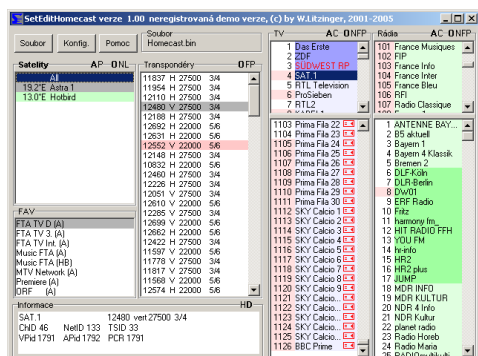 SetEditHomecast verze 1.00 neregistrovaná demo verze, (c) by W.Litzinger, 2001-2005
Soubor
Konfig.
Pomoc
Soubor
Homecast.bin
Satelity
AP ONL
All
19.2°E Astra 1
13.0°E Hotbird
FAV
FTA TV D (A)
FTA TV 3. (A)
FTA TV Int. (A)
Music FTA (A)
Music FTA (HB)
MTV Network (A)
Premiere (A)
ORF (A)
Transpondéry
OFP
11837 H 27500 3/4
11954 H 27500 3/4
12110 H 27500 3/4
12480 V 27500 3/4
12188 H 27500 3/4
12692 H 22000 5/6
12631 H 22000 5/6
12552 V 22000 5/6
12148 H 27500 3/4
10832 H 22000 5/6
12460 H 27500 3/4
12226 H 27500 3/4
12051 V 27500 3/4
12610 V 22000 5/6
12285 V 27500 3/4
12699 V 22000 5/6
12662 H 22000 5/6
12422 H 27500 3/4
11597 V 22000 5/6
11778 V 27500 3/4
11817 V 27500 3/4
11568 V 22000 5/6
12574 H 22000 5/6
Informace
HD
SAT.1 12480 vert 27500 3/4
ChID 46 NetID 133 TSID 33
VPid 1791 APid 1792 PCR 1791
TV
AC ONFP
1 Das Erste
2 ZDF
3 SÜDWEST RP
4 SAT.1
5 RTL Television
6 ProSieben
7 RTL2
1103 Prima Fila 22
1104 Prima Fila 23
1105 Prima Fila 24
1106 Prima Fila 25
1107 Prima Fila 26
1108 Prima Fila 27
1109 Prima Fila 28
1110 Prima Fila 29
1111 Prima Fila 30
1112 SKY Calcio 1
1113 SKY Calcio 2
1114 SKY Calcio 3
1115 SKY Calcio 4
1116 SKY Calcio 5
1117 SKY Calcio 6
1118 SKY Calcio 7
1119 SKY Calcio 8
1120 SKY Calcio 9
1121 SKY Calcio...
1122 SKY Calcio...
1123 SKY Calcio...
1124 SKY Calcio...
1125 SKY Calcio...
1126 BBC Prime
Rádia
AC ONFP
101 France Musiques
102 FIP
103 France Info
104 France Inter
105 France Bleu
106 RFI
107 Radio Classique
1 ANTENNE BAY...
2 B5 aktuell
3 Bayern 1
4 Bayern 4 Klassik
5 Bremen 2
6 DLF-Köln
7 DLR-Berlin
8 DW01
9 ERF Radio
10 Fritz
11 harmony fm_
12 HIT RADIO FFH
13 YOU FM
14 hr-info
15 HR2
16 HR2 plus
17 JUMP
18 MDR INFO
19 MDR KULTUR
20 NDR 4 Info
21 NDR Kultur
22 planet radio
23 Radio Horeb
24 Radio Maria
25 RADIOmultikulti